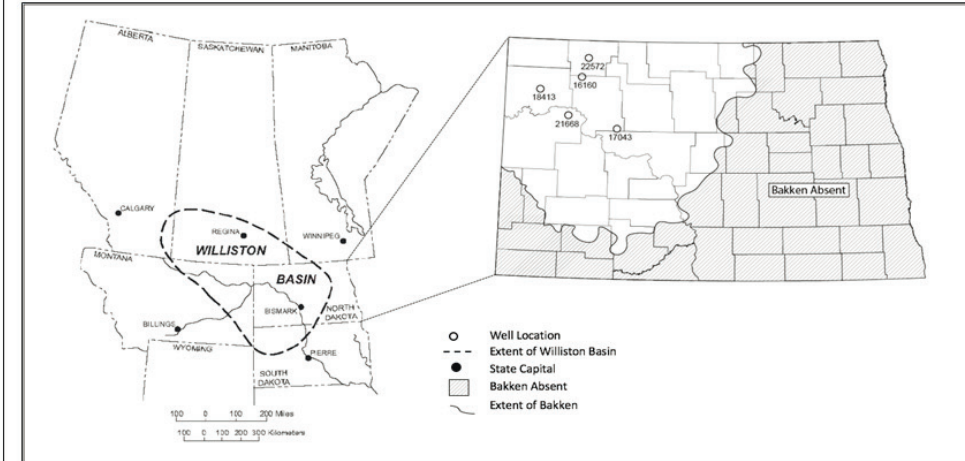 ALBERTA
SASKATCHEWAN
MANITOBA
CALGARY
REGINA
WINNIPEG
WILLISTON
BASIN
MONTANA
BISMARK
NORTH
DAKOTA
BILLINGS
WYOMING
PIERRE
SOUTH
DAKOTA
100 0 100 200 Miles
100 0 100 200 300 Kilometers
22572
16160
18413
21668
17043
Bakken Absent
Well Location
Extent of Williston Basin
State Capital
Bakken Absent
Extent of Bakken